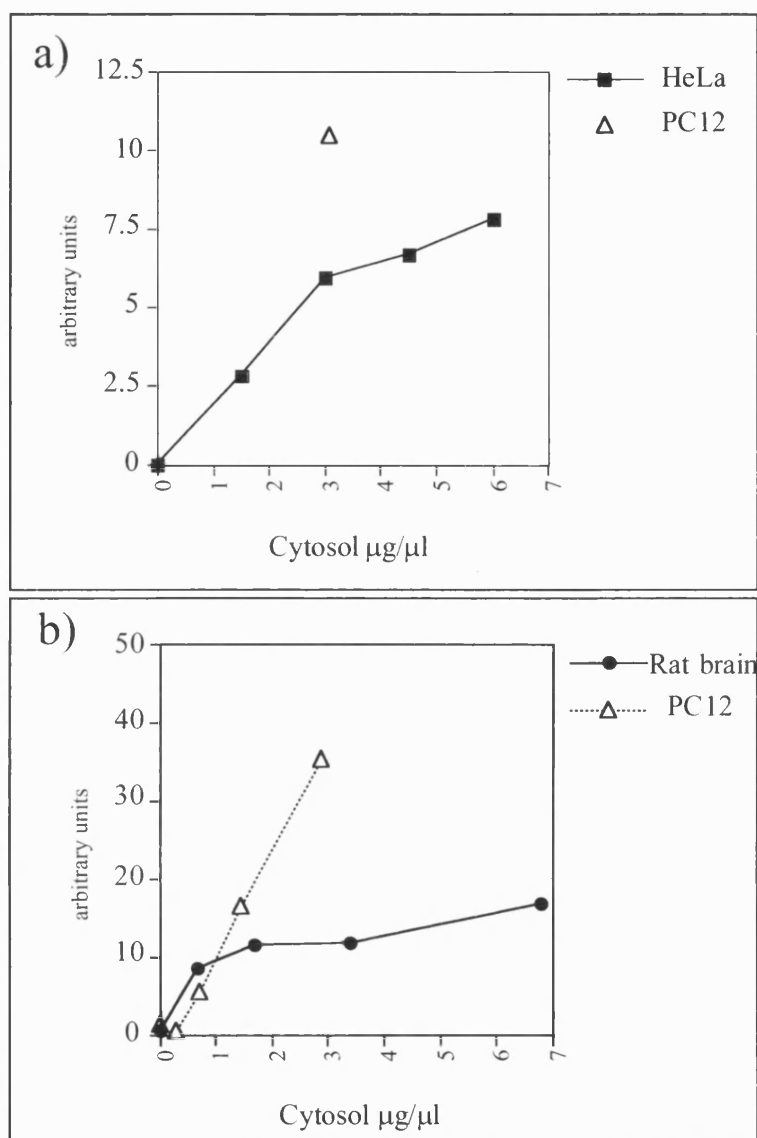 a)
HeLa
PC12
12.5
10
7.5
5
2.5
0
arbitrary units
0 1 2 3 4 5 6 7
Cytosol µg/µl
b)
Rat brain
PC12
50
40
30
20
10
0
arbitrary units
0 1 2 3 4 5 6 7
Cytosol µg/µl